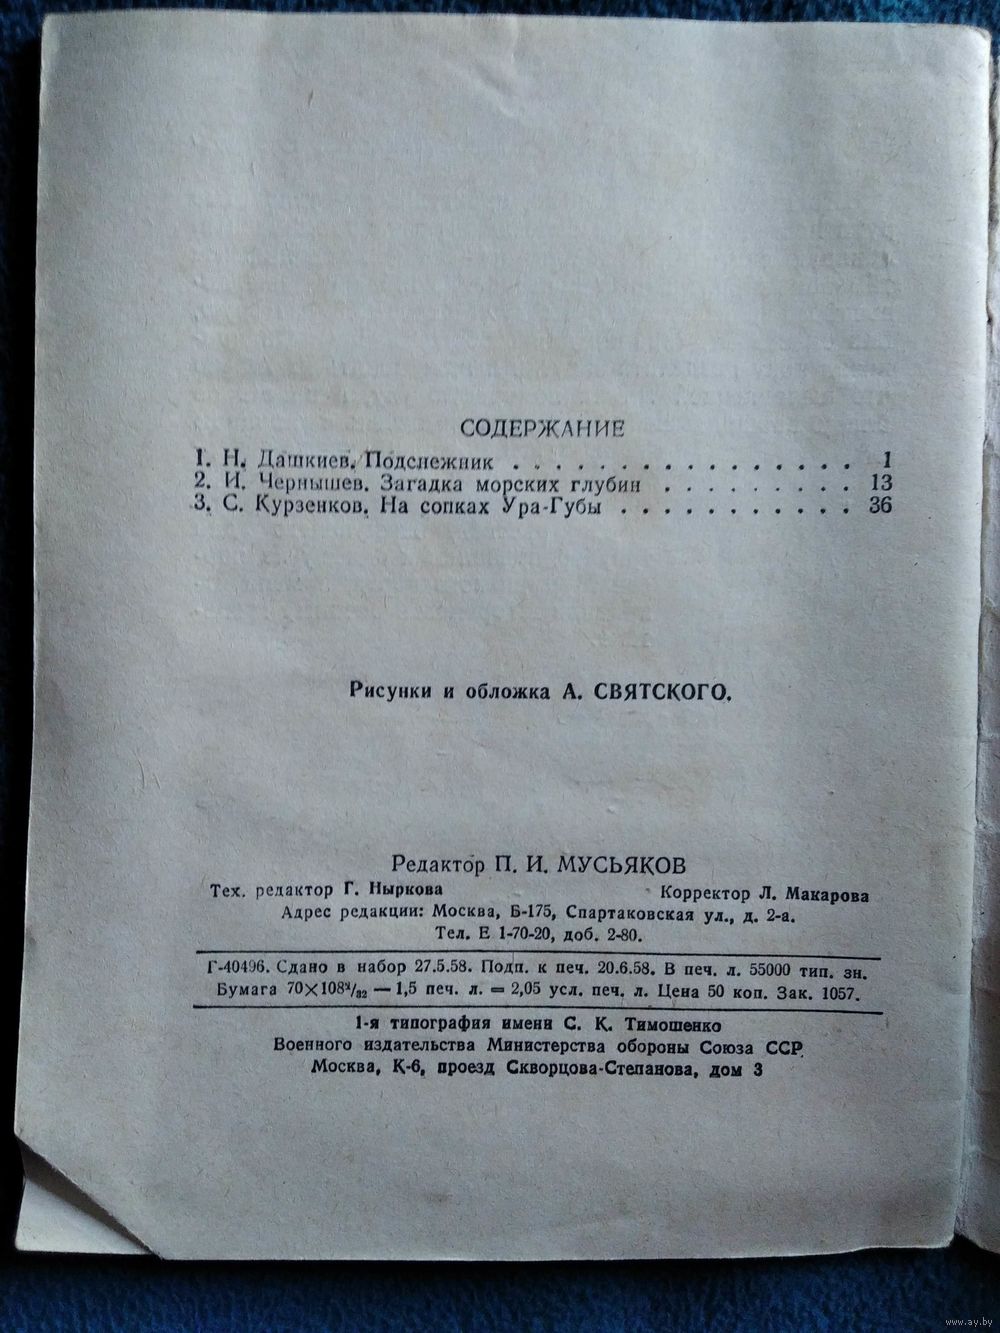 СОДЕРЖАНИЕ
1. Н. Дашкиев. Подснежник . . . . . . . . . . . . . . . . 1
2. И. Чернышев. Загадка морских глубин . . . . . . . . . 13
3. С. Курзенков. На сопках Ура-Губы . . . . . . . . . . . 36
Рисунки и обложка А. СВЯТСКОГО.
Редактор П. И. МУСЬЯКОВ
Тех. редактор Г. Ныркова Корректор Л. Макарова
Адрес редакции: Москва, Б-175, Спартаковская ул., д. 2-а.
Тел. Е 1-70-20, доб. 2-80.
Г-40496. Сдано в набор 27.5.58. Подп. к печ. 20.6.58. В печ. л. 55000 тип. зн.
Бумага 70×108¹/₃₂ — 1,5 печ. л. = 2,05 усл. печ. л. Цена 50 коп. Зак. 1057.
1-я типография имени С. К. Тимошенко
Военного издательства Министерства обороны Союза ССР.
Москва, К-6, проезд Скворцова-Степанова, дом 3
www.ay.by